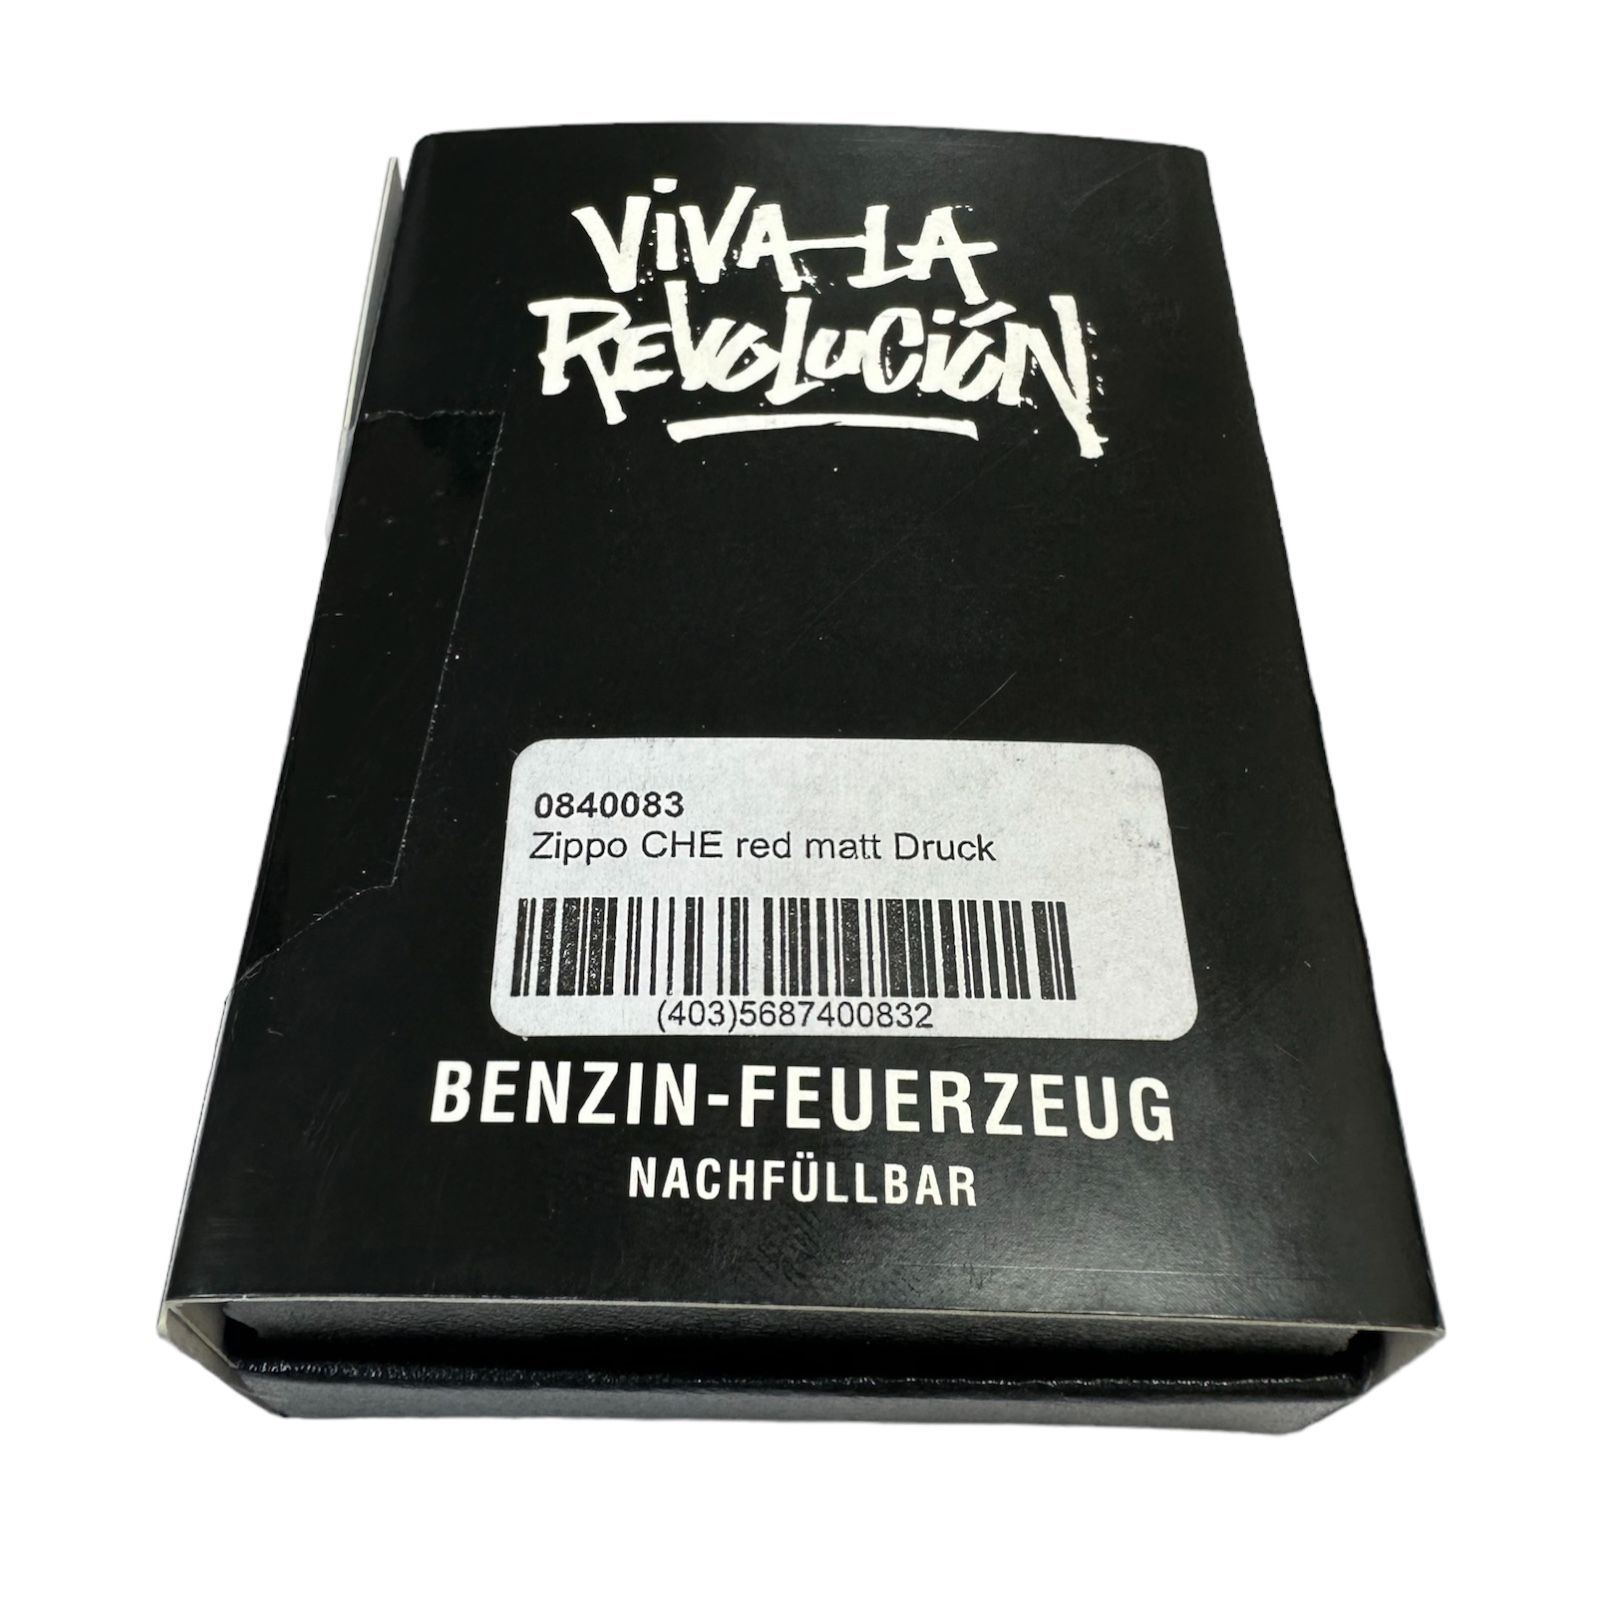 ViVA LA
REVOLUCIÓN
0840083
Zippo CHE red matt Druck
(403)5687400832
BENZIN-FEUERZEUG
NACHFÜLLBAR